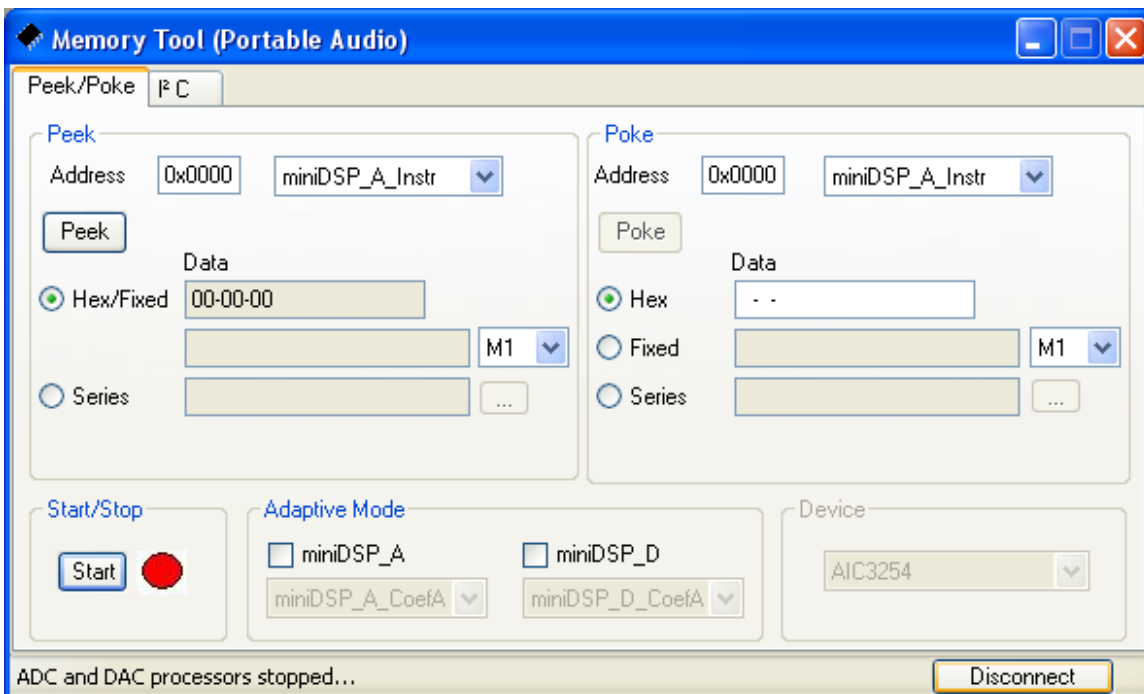 Memory Tool (Portable Audio)
Peek/Poke I²C
Peek
Address 0x0000 miniDSP_A_Instr
Peek
Data
Hex/Fixed 00-00-00
M1
Series ...
Poke
Address 0x0000 miniDSP_A_Instr
Poke
Data
Hex - -
Fixed M1
Series ...
Start/Stop
Start
Adaptive Mode
miniDSP_A miniDSP_D
miniDSP_A_CoefA miniDSP_D_CoefA
Device
AIC3254
ADC and DAC processors stopped... Disconnect